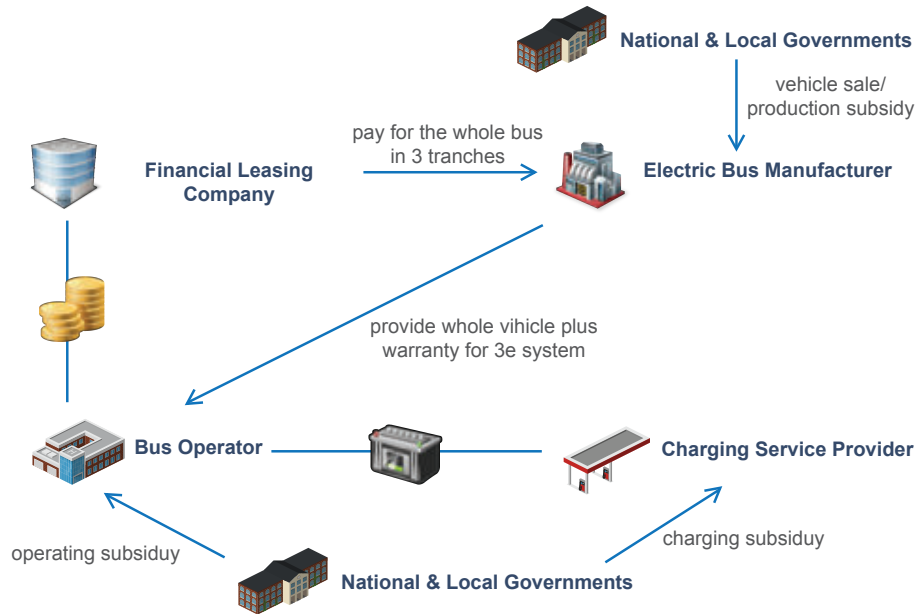 National & Local Governments
vehicle sale/
production subsidy
pay for the whole bus
in 3 tranches
Financial Leasing
Company
Electric Bus Manufacturer
provide whole vihicle plus
warranty for 3e system
Bus Operator
Charging Service Provider
operating subsiduy
charging subsiduy
National & Local Governments